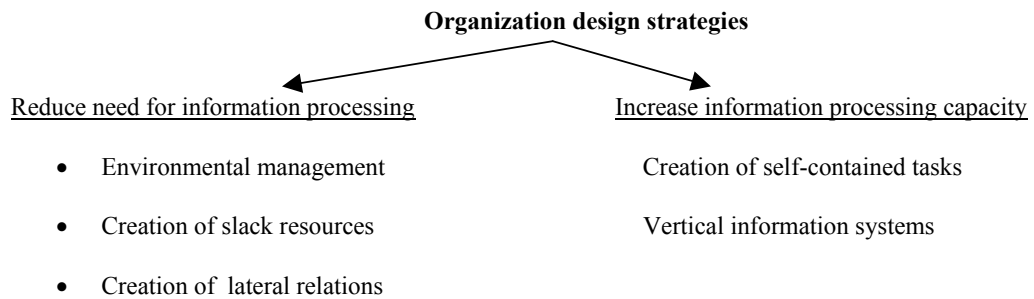 Organization design strategies
Reduce need for information processing
• Environmental management
• Creation of slack resources
• Creation of lateral relations
Increase information processing capacity
Creation of self-contained tasks
Vertical information systems